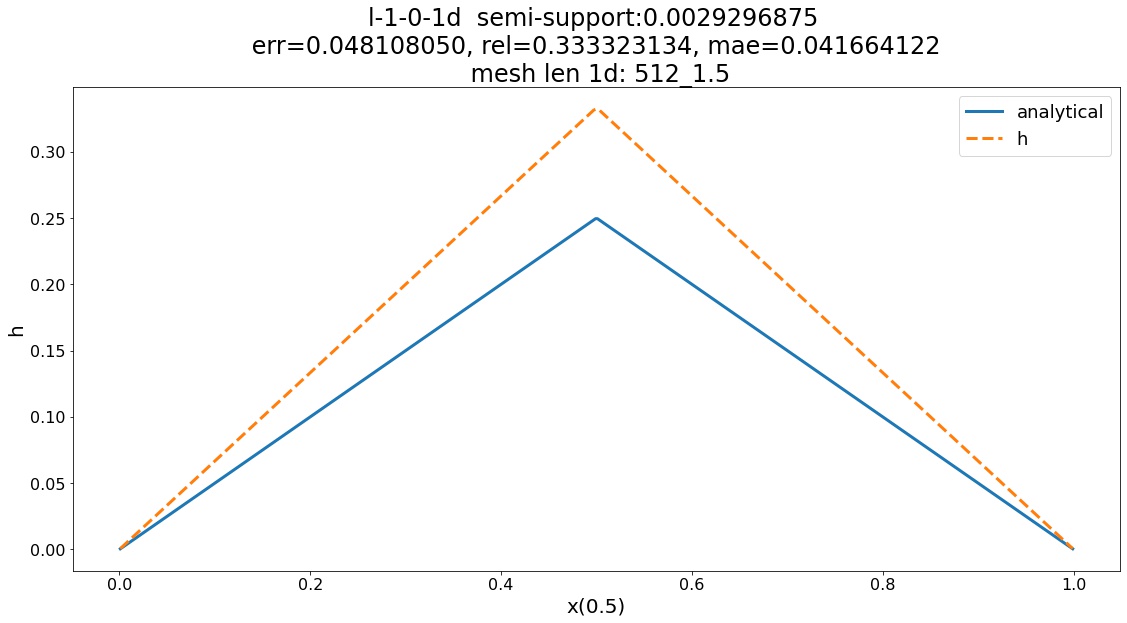 l-1-0-1d  semi-support:0.0029296875
err=0.048108050, rel=0.333323134, mae=0.041664122
mesh len 1d: 512_1.5
analytical
h
0.30
0.25
0.20
0.15
0.10
0.05
0.00
h
0.0 0.2 0.4 0.6 0.8 1.0
x(0.5)